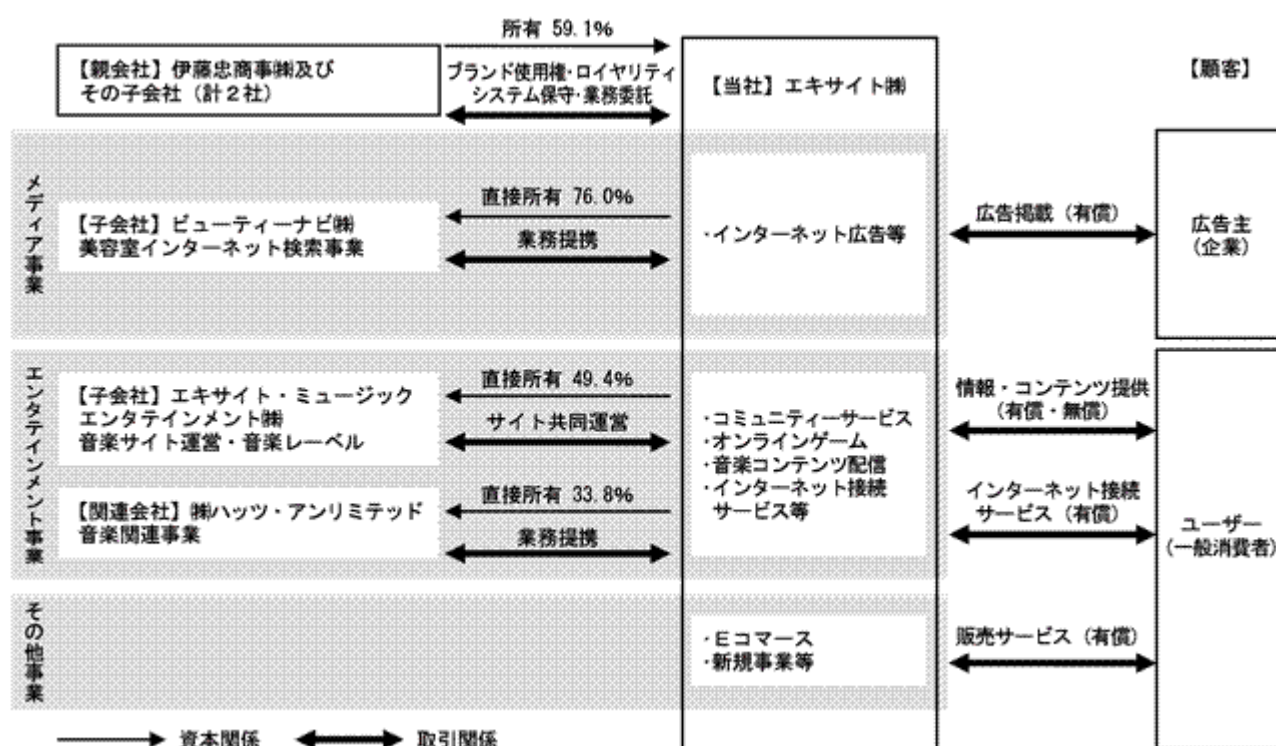 所有 59.1%
【親会社】伊藤忠商事㈱及び
その子会社（計２社）
ブランド使用権・ロイヤリティ
システム保守・業務委託
【当社】エキサイト㈱
【顧客】
メディア事業
【子会社】ビューティーナビ㈱
美容室インターネット検索事業
直接所有 76.0%
業務提携
・インターネット広告等
広告掲載（有償）
広告主
（企業）
エンタテインメント事業
【子会社】エキサイト・ミュージック
エンタテインメント㈱
音楽サイト運営・音楽レーベル
直接所有 49.4%
サイト共同運営
【関連会社】㈱ハッツ・アンリミテッド
音楽関連事業
直接所有 33.8%
業務提携
・コミュニティーサービス
・オンラインゲーム
・音楽コンテンツ配信
・インターネット接続
サービス等
情報・コンテンツ提供
（有償・無償）
インターネット接続
サービス（有償）
ユーザー
（一般消費者）
その他事業
・Ｅコマース
・新規事業等
販売サービス（有償）
資本関係
取引関係